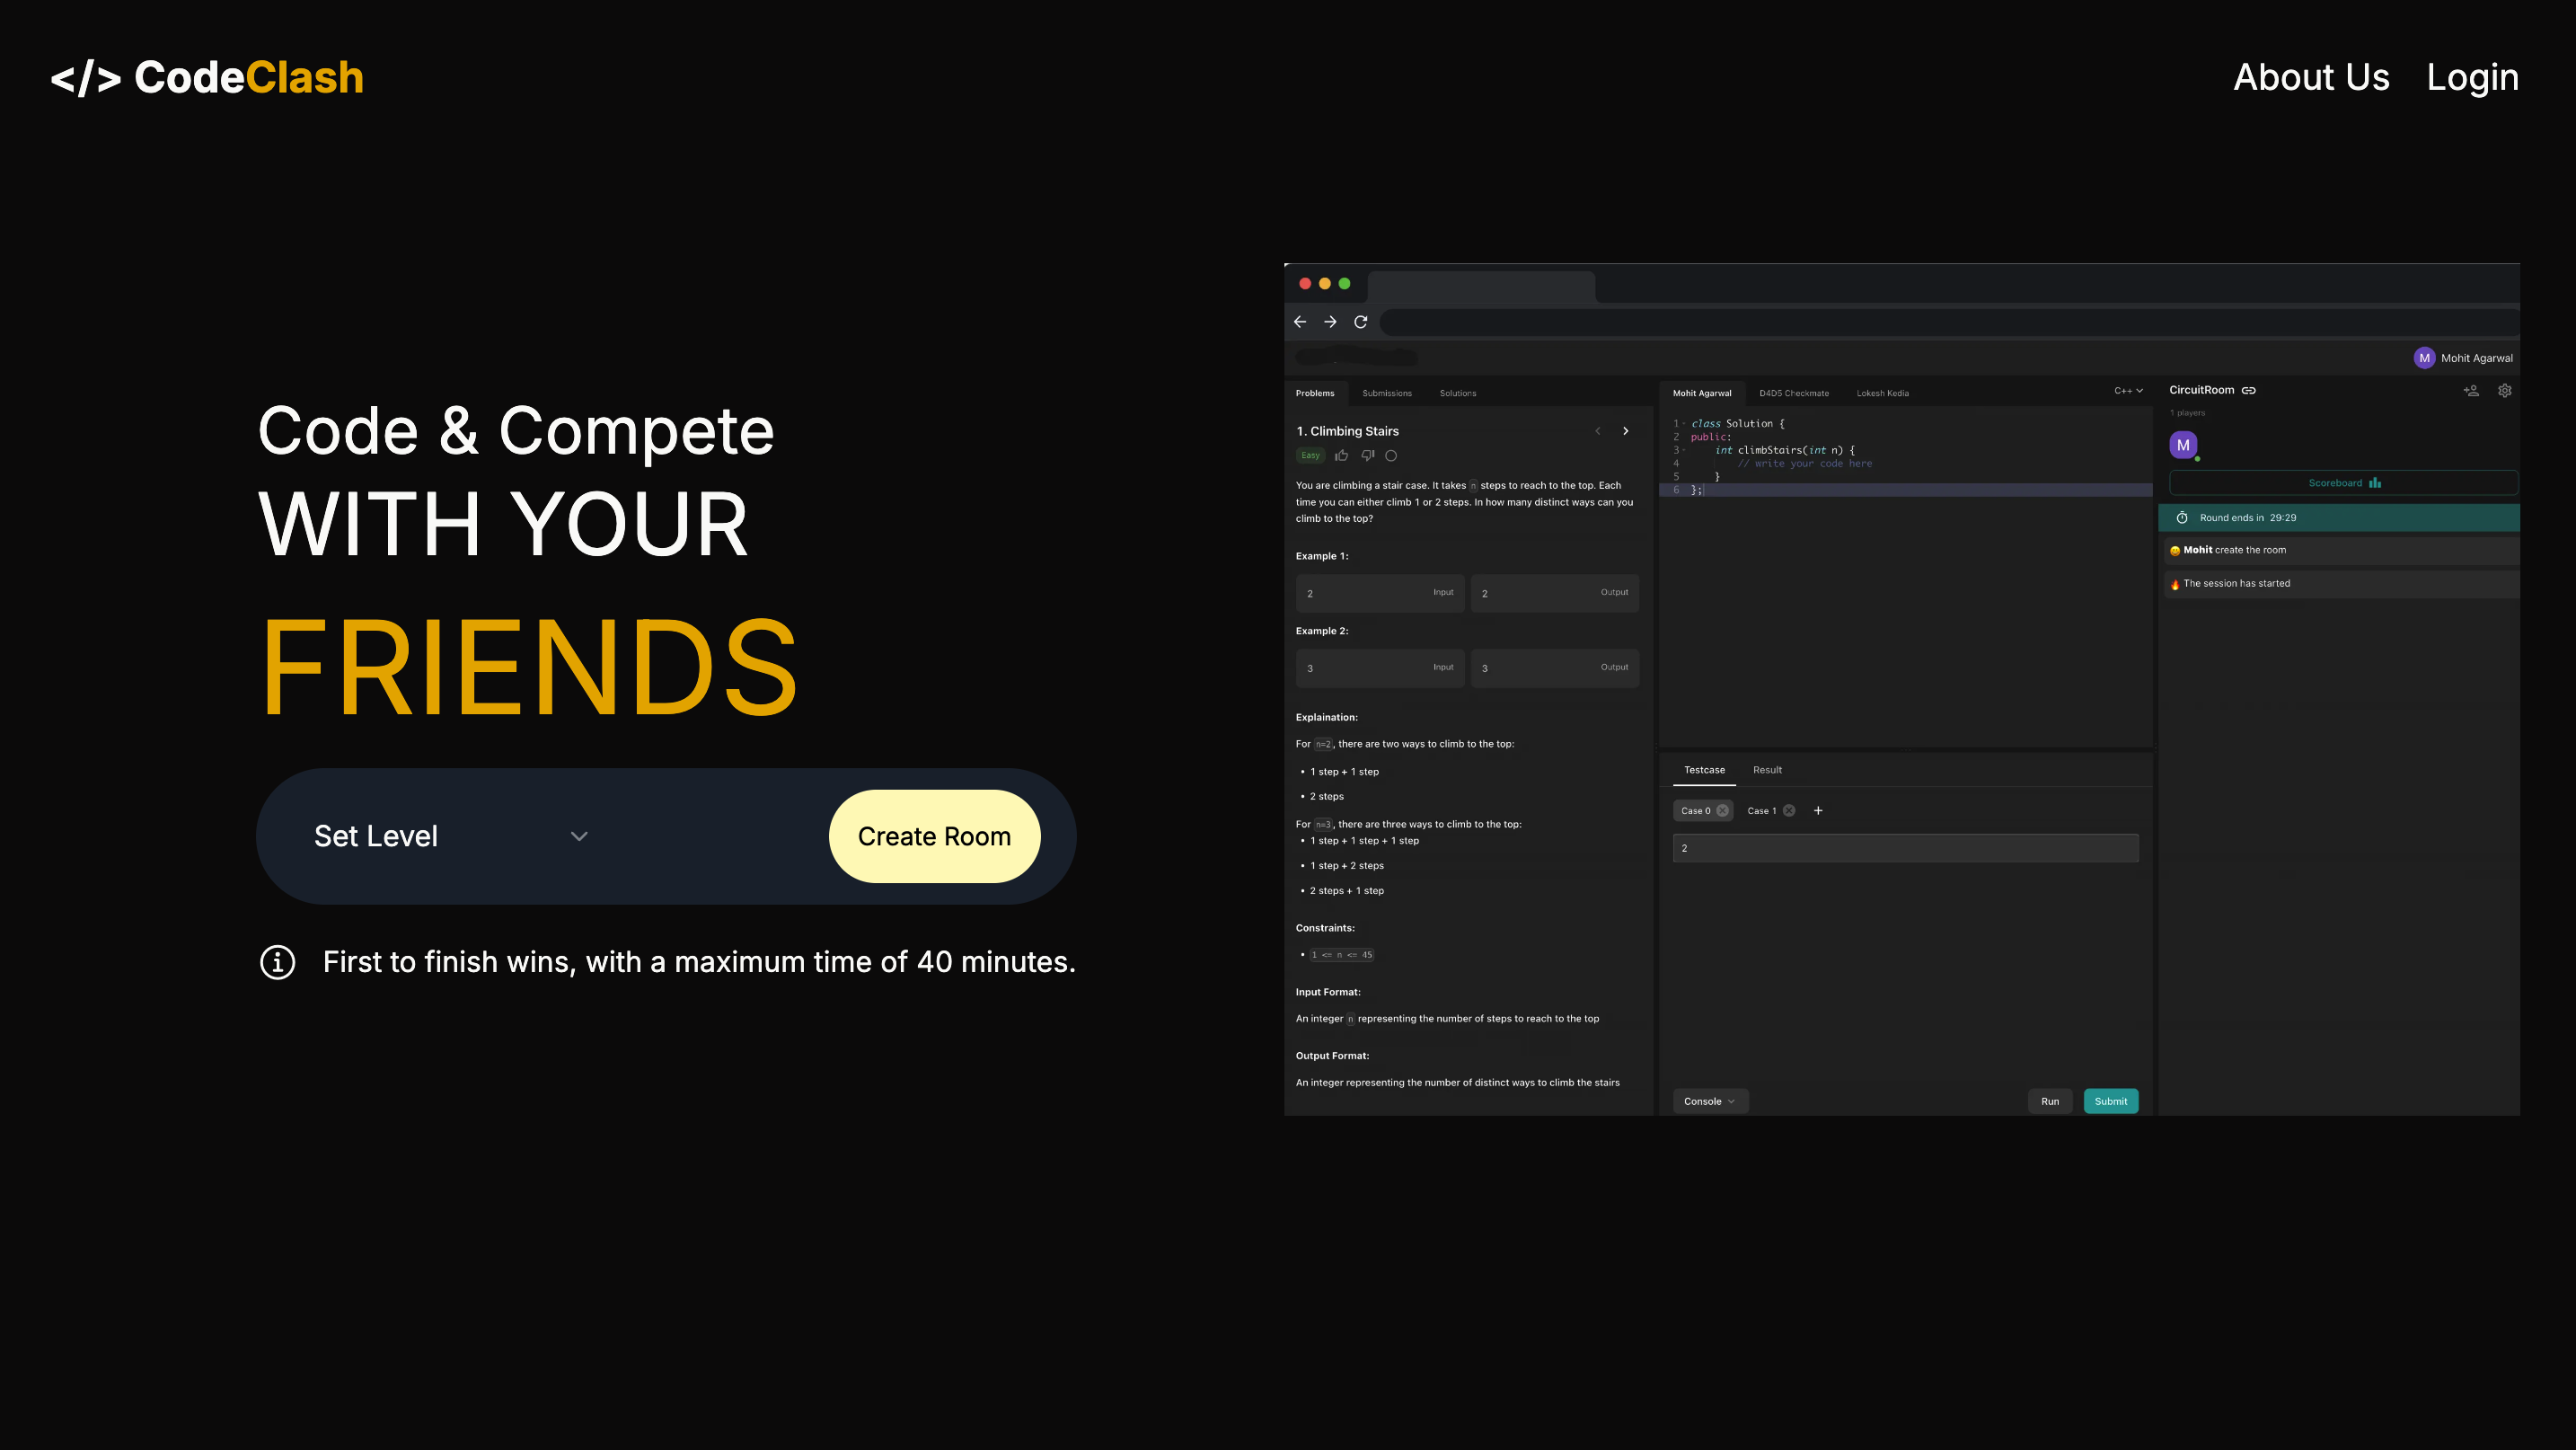 </> CodeClash
About Us
Login
Code & Compete
WITH YOUR
FRIENDS
Set Level
Create Room
First to finish wins, with a maximum time of 40 minutes.
M Mohit Agarwal
Problems
Submissions
Solutions
1. Climbing Stairs
Easy
You are climbing a stair case. It takes n steps to reach to the top. Each
time you can either climb 1 or 2 steps. In how many distinct ways can you
climb to the top?
Example 1:
2 Input
2 Output
Example 2:
3 Input
3 Output
Explaination:
For n=2, there are two ways to climb to the top:
• 1 step + 1 step
• 2 steps
For n=3, there are three ways to climb to the top:
• 1 step + 1 step + 1 step
• 1 step + 2 steps
• 2 steps + 1 step
Constraints:
• 1 <= n <= 45
Input Format:
An integer n representing the number of steps to reach to the top
Output Format:
An integer representing the number of distinct ways to climb the stairs
Mohit Agarwal
D4D5 Checkmate
Lokesh Kedia
C++
1 class Solution {
2 public:
3 int climbStairs(int n) {
4 // write your code here
5 }
6 };
Testcase
Result
Case 0
Case 1
+
2
Console
Run
Submit
CircuitRoom
1 players
M
Scoreboard
Round ends in 29:29
Mohit create the room
The session has started